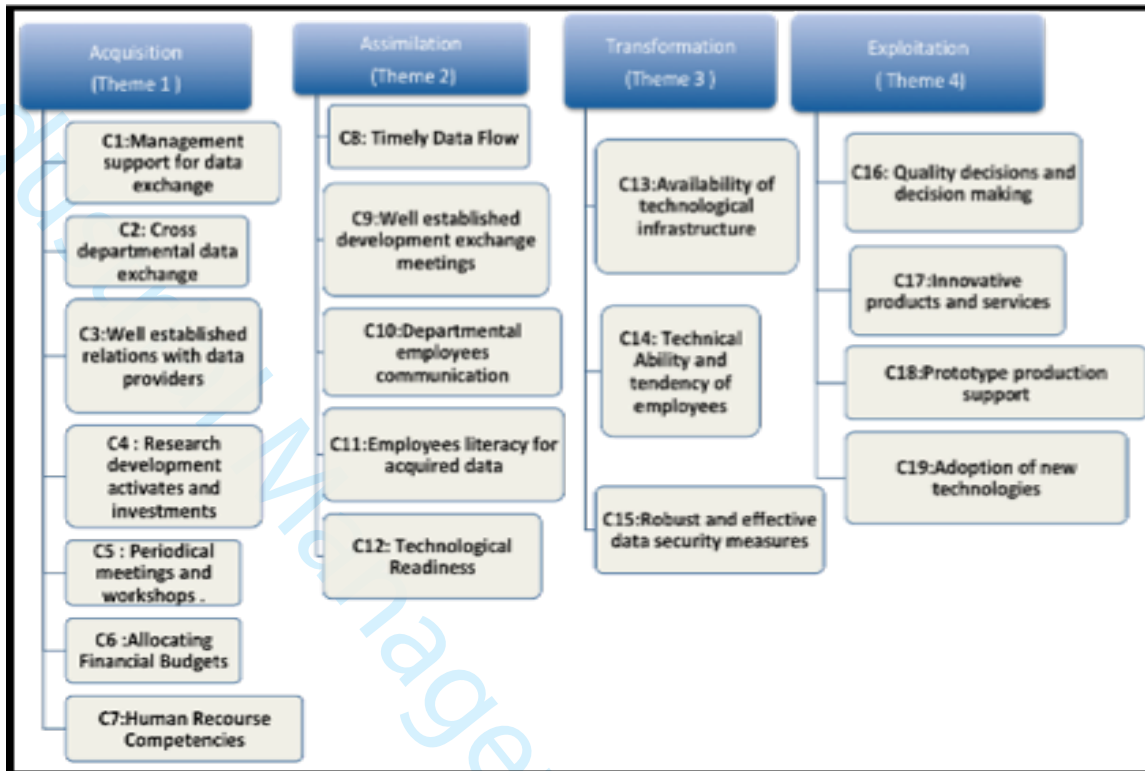 Acquisition
(Theme 1 )
C1:Management
support for data
exchange
C2: Cross
departmental data
exchange
C3:Well established
relations with data
providers
C4 : Research
development
activates and
investments
C5 : Periodical
meetings and
workshops .
C6 :Allocating
Financial Budgets
C7:Human Recourse
Competencies
Assimilation
(Theme 2)
C8: Timely Data Flow
C9:Well established
development exchange
meetings
C10:Departmental
employees
communication
C11:Employees literacy for
acquired data
C12: Technological
Readiness
Transformation
(Theme 3 )
C13:Availability of
technological
infrastructure
C14: Technical
Ability and
tendency of
employees
C15:Robust and effective
data security measures
Exploitation
( Theme 4)
C16: Quality decisions and
decision making
C17:Innovative
products and services
C18:Prototype production
support
C19:Adoption of new
technologies